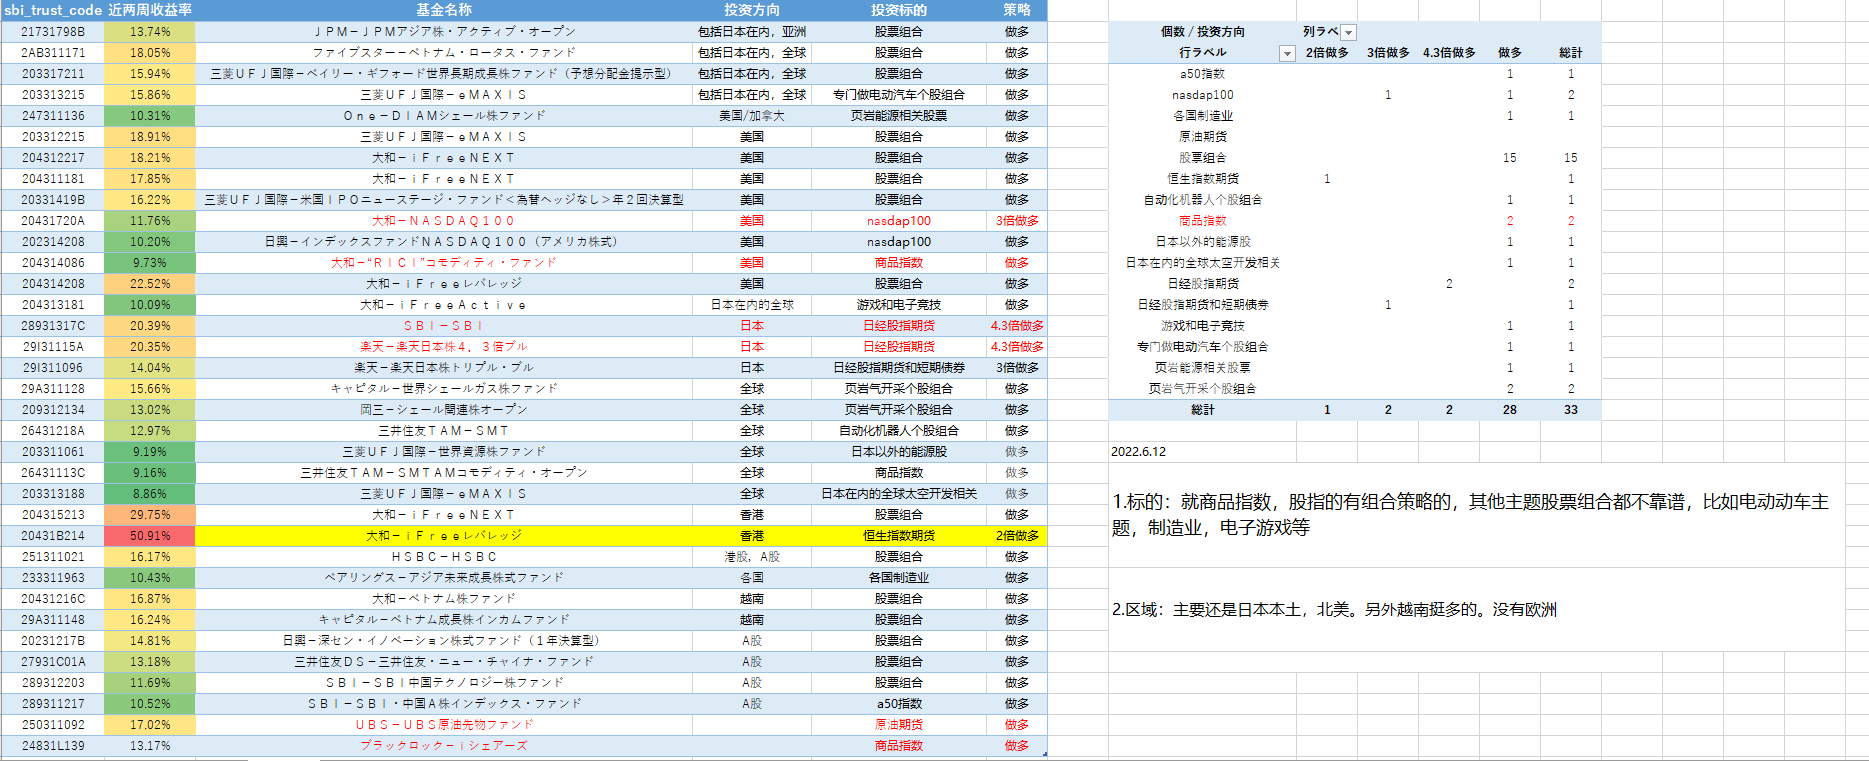 sbi_trust_code 近两周收益率 基金名称 投资方向 投资标的 策略
21731798B 13.74% ＪＰＭ－ＪＰＭアジア株・アクティブ・オープン 包括日本在内，亚洲 股票组合 做多
2AB311171 18.05% ファイブスター－ベトナム・ロータス・ファンド 包括日本在内，全球 股票组合 做多
203317211 15.94% 三菱ＵＦＪ国際－ベイリー・ギフォード世界長期成長株ファンド（予想分配金提示型） 包括日本在内，全球 股票组合 做多
203313215 15.86% 三菱ＵＦＪ国際－ｅＭＡＸＩＳ 包括日本在内，全球 专门做电动汽车个股组合 做多
247311136 10.31% Ｏｎｅ－ＤＩＡＭシェール株ファンド 美国/加拿大 页岩能源相关股票 做多
203312215 18.91% 三菱ＵＦＪ国際－ｅＭＡＸＩＳ 美国 股票组合 做多
204312217 18.21% 大和－ｉＦｒｅｅＮＥＸＴ 美国 股票组合 做多
204311181 17.85% 大和－ｉＦｒｅｅＮＥＸＴ 美国 股票组合 做多
20331419B 16.22% 三菱ＵＦＪ国際－米国ＩＰＯニューステージ・ファンド＜為替ヘッジなし＞年２回決算型 美国 股票组合 做多
20431720A 11.76% 大和－ＮＡＳＤＡＱ１００ 美国 nasdap100 3倍做多
202314208 10.20% 日興－インデックスファンドＮＡＳＤＡＱ１００（アメリカ株式） 美国 nasdap100 做多
204314086 9.73% 大和－“ＲＩＣＩ”コモディティ・ファンド 美国 商品指数 做多
204314208 22.52% 大和－ｉＦｒｅｅレバレッジ 美国 股票组合 做多
204313181 10.09% 大和－ｉＦｒｅｅＡｃｔｉｖｅ 日本在内的全球 游戏和电子竞技 做多
28931317C 20.39% ＳＢＩ－ＳＢＩ 日本 日经股指期货 4.3倍做多
29I31115A 20.35% 楽天－楽天日本株４．３倍ブル 日本 日经股指期货 4.3倍做多
29I311096 14.04% 楽天－楽天日本株トリプル・ブル 日本 日经股指期货和短期债券 3倍做多
29A311128 15.66% キャピタル－世界シェールガス株ファンド 全球 页岩气开采个股组合 做多
209312134 13.02% 岡三－シェール関連株オープン 全球 页岩气开采个股组合 做多
26431218A 12.97% 三井住友ＴＡＭ－ＳＭＴ 全球 自动化机器人个股组合 做多
203311061 9.19% 三菱ＵＦＪ国際－世界資源株ファンド 全球 日本以外的能源股 做多
26431113C 9.16% 三井住友ＴＡＭ－ＳＭＴＡＭコモディティ・オープン 全球 商品指数 做多
203313188 8.86% 三菱ＵＦＪ国際－ｅＭＡＸＩＳ 全球 日本在内的全球太空开发相关 做多
204315213 29.75% 大和－ｉＦｒｅｅＮＥＸＴ 香港 股票组合 做多
20431B214 50.91% 大和－ｉＦｒｅｅレバレッジ 香港 恒生指数期货 2倍做多
251311021 16.17% ＨＳＢＣ－ＨＳＢＣ 港股，A股 股票组合 做多
233311963 10.43% ベアリングス－アジア未来成長株式ファンド 各国 各国制造业 做多
20431216C 16.87% 大和－ベトナム株ファンド 越南 股票组合 做多
29A311148 16.24% キャピタル－ベトナム成長株インカムファンド 越南 股票组合 做多
20231217B 14.81% 日興－深セン・イノベーション株式ファンド（１年決算型） A股 股票组合 做多
27931C01A 13.18% 三井住友ＤＳ－三井住友・ニュー・チャイナ・ファンド A股 股票组合 做多
289312203 11.69% ＳＢＩ－ＳＢＩ中国テクノロジー株ファンド A股 股票组合 做多
289311217 10.52% ＳＢＩ－ＳＢＩ・中国Ａ株インデックス・ファンド A股 a50指数 做多
250311092 17.02% ＵＢＳ－ＵＢＳ原油先物ファンド 原油期货 做多
24831L139 13.17% ブラックロック－ｉシェアーズ 商品指数 做多
個数 / 投资方向 列ラベ
行ラベル 2倍做多 3倍做多 4.3倍做多 做多 総計
a50指数 1 1
nasdap100 1 1 2
各国制造业 1 1
原油期货
股票组合 15 15
恒生指数期货 1 1
自动化机器人个股组合 1 1
商品指数 2 2
日本以外的能源股 1 1
日本在内的全球太空开发相关 1 1
日经股指期货 2 2
日经股指期货和短期债券 1 1
游戏和电子竞技 1 1
专门做电动汽车个股组合 1 1
页岩能源相关股票 1 1
页岩气开采个股组合 2 2
総計 1 2 2 28 33
2022.6.12
1.标的：就商品指数，股指的有组合策略的，其他主题股票组合都不靠谱，比如电动动车主
题，制造业，电子游戏等
2.区域：主要还是日本本土，北美。另外越南挺多的。没有欧洲